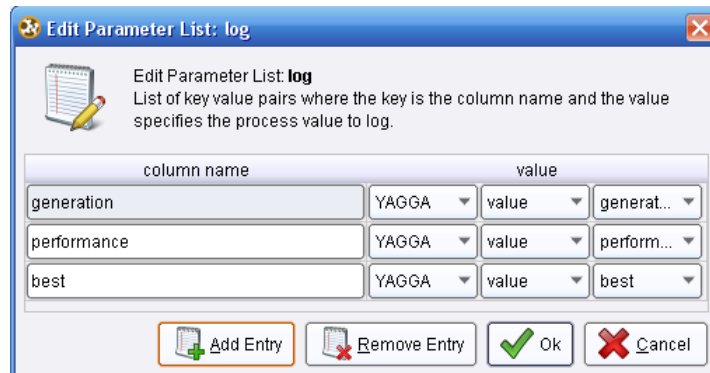 Edit Parameter List: log
Edit Parameter List: log
List of key value pairs where the key is the column name and the value
specifies the process value to log.
column name value
generation YAGGA value generat...
performance YAGGA value perform...
best YAGGA value best
Add Entry Remove Entry Ok Cancel